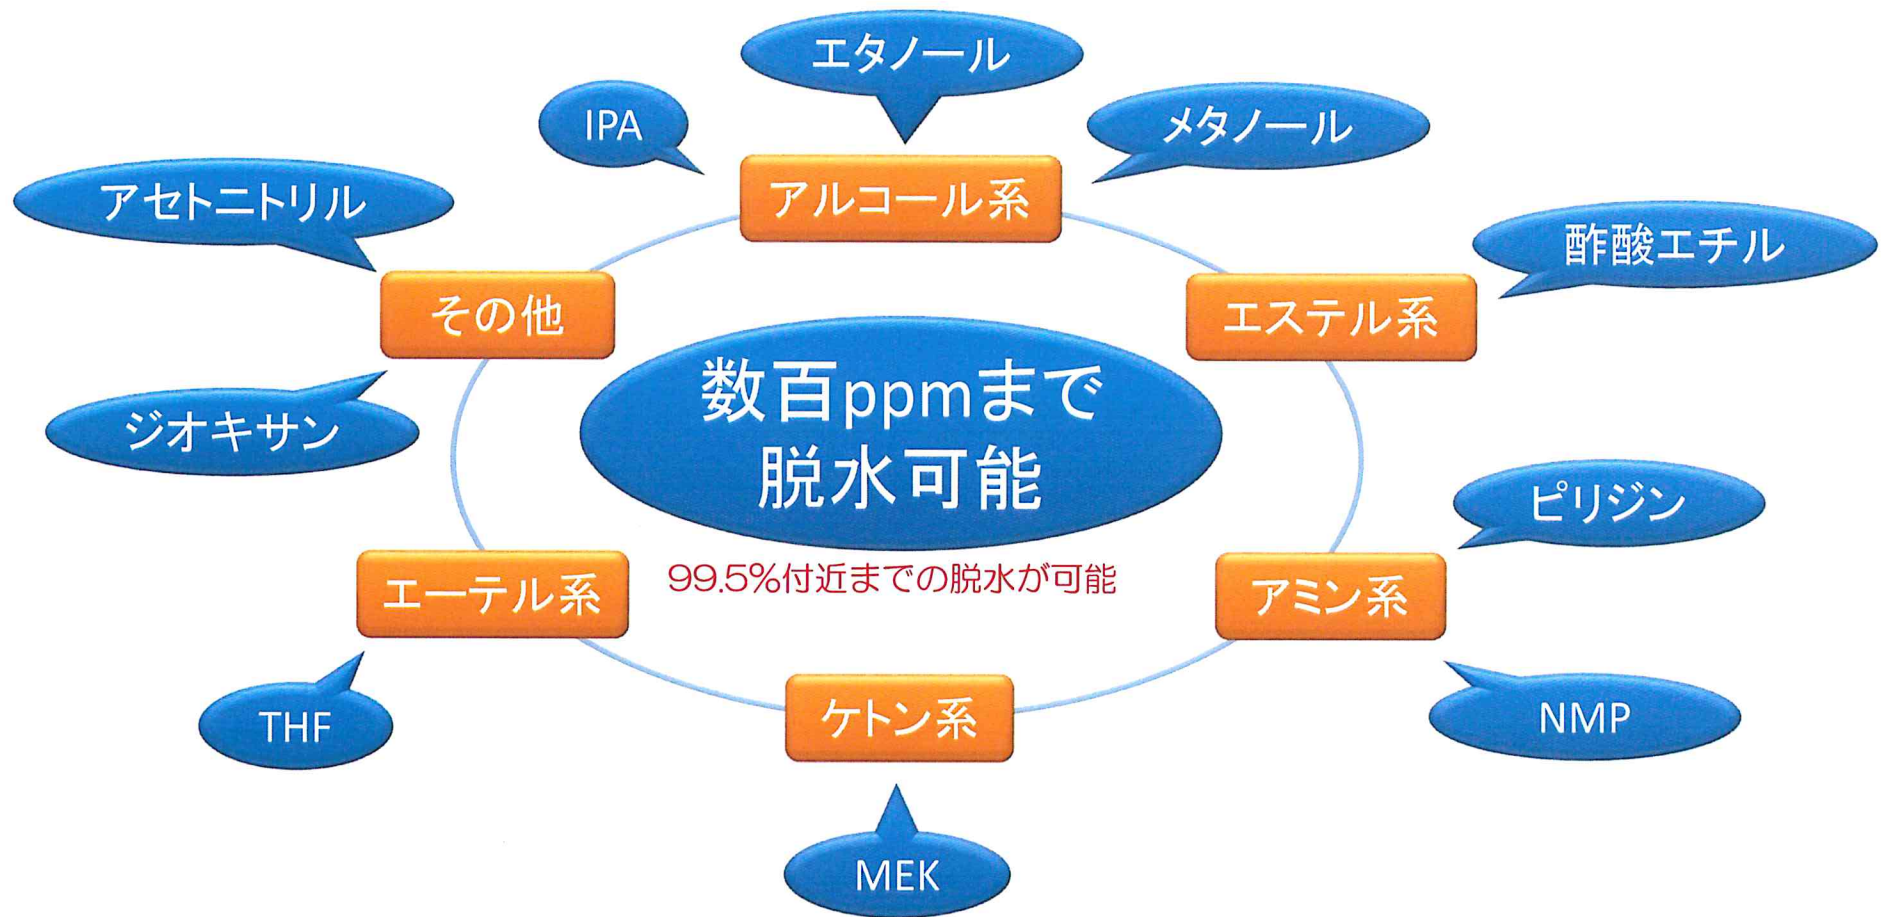 エタノール
IPA
メタノール
アルコール系
アセトニトリル
酢酸エチル
その他
エステル系
数百ppmまで
脱水可能
ジオキサン
ピリジン
99.5%付近までの脱水が可能
エーテル系
アミン系
THF
ケトン系
NMP
MEK